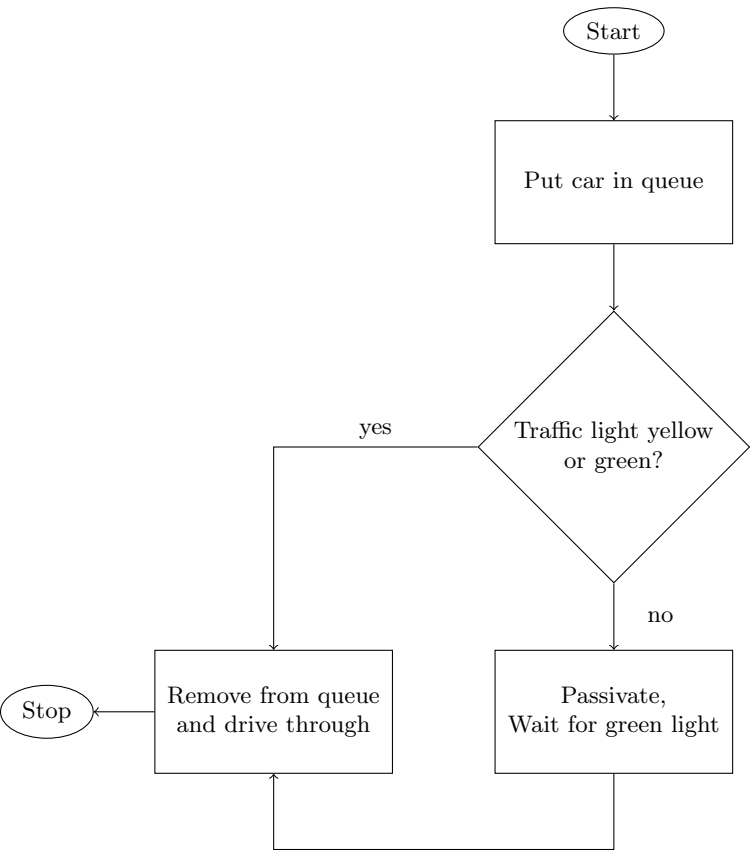 Start
Put car in queue
Traffic light yellow
or green?
yes
no
Passivate,
Wait for green light
Remove from queue
and drive through
Stop